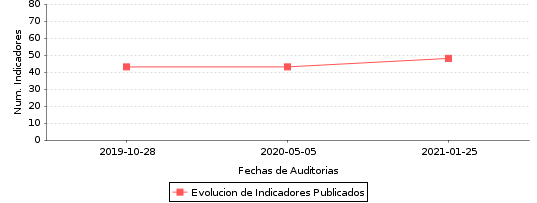 80
70
60
50
40
30
20
10
0
Num. Indicadores
2019-10-28 2020-05-05 2021-01-25
Fechas de Auditorias
Evolucion de Indicadores Publicados